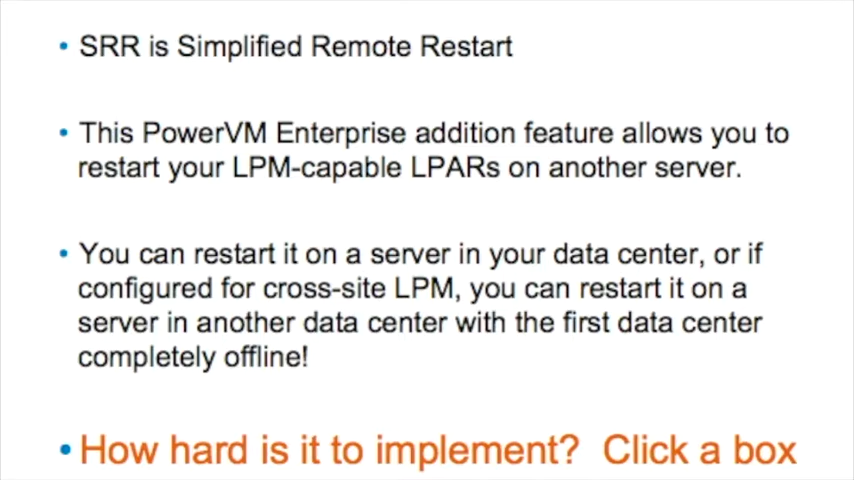 • SRR is Simplified Remote Restart
• This PowerVM Enterprise addition feature allows you to
restart your LPM-capable LPARs on another server.
• You can restart it on a server in your data center, or if
configured for cross-site LPM, you can restart it on a
server in another data center with the first data center
completely offline!
• How hard is it to implement?  Click a box